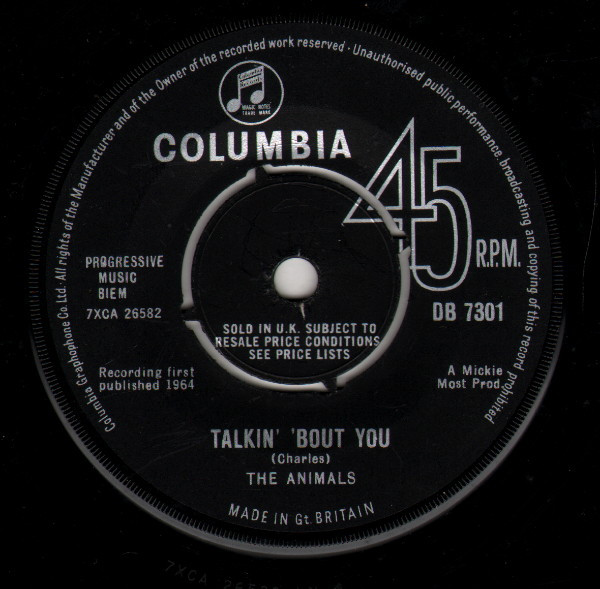 Columbia Graphophone Co. Ltd. · All rights of the Manufacturer and of the Owner of the recorded work reserved · Unauthorised public performance, broadcasting and copying of this record prohibited
MAGIC NOTES
TRADE MARK
COLUMBIA
45
R.P.M.
PROGRESSIVE
MUSIC
BIEM
7XCA 26582
DB 7301
SOLD IN U.K. SUBJECT TO
RESALE PRICE CONDITIONS
SEE PRICE LISTS
Recording first
published 1964
A Mickie
Most Prod.
TALKIN' 'BOUT YOU
(Charles)
THE ANIMALS
MADE IN Gt. BRITAIN
7XCA